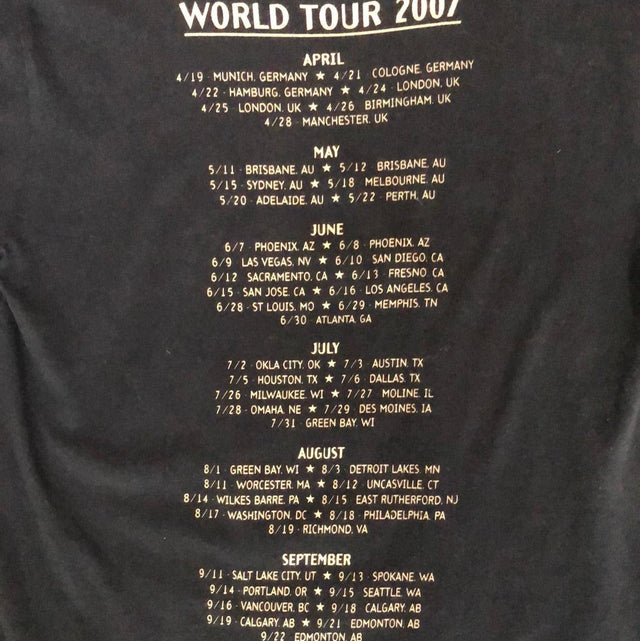 WORLD TOUR 2007
APRIL
4/19 · MUNICH, GERMANY ★ 4/21 · COLOGNE, GERMANY
4/22 · HAMBURG, GERMANY ★ 4/24 · LONDON, UK
4/25 · LONDON, UK ★ 4/26 · BIRMINGHAM, UK
4/28 · MANCHESTER, UK
MAY
5/11 · BRISBANE, AU ★ 5/12 · BRISBANE, AU
5/15 · SYDNEY, AU ★ 5/18 · MELBOURNE, AU
5/20 · ADELAIDE, AU ★ 5/22 · PERTH, AU
JUNE
6/7 · PHOENIX, AZ ★ 6/8 · PHOENIX, AZ
6/9 · LAS VEGAS, NV ★ 6/10 · SAN DIEGO, CA
6/12 · SACRAMENTO, CA ★ 6/13 · FRESNO, CA
6/15 · SAN JOSE, CA ★ 6/16 · LOS ANGELES, CA
6/28 · ST LOUIS, MO ★ 6/29 · MEMPHIS, TN
6/30 · ATLANTA, GA
JULY
7/2 · OKLA CITY, OK ★ 7/3 · AUSTIN, TX
7/5 · HOUSTON, TX ★ 7/6 · DALLAS, TX
7/26 · MILWAUKEE, WI ★ 7/27 · MOLINE, IL
7/28 · OMAHA, NE ★ 7/29 · DES MOINES, IA
7/31 · GREEN BAY, WI
AUGUST
8/1 · GREEN BAY, WI ★ 8/3 · DETROIT LAKES, MN
8/11 · WORCESTER, MA ★ 8/12 · UNCASVILLE, CT
8/14 · WILKES BARRE, PA ★ 8/15 · EAST RUTHERFORD, NJ
8/17 · WASHINGTON, DC ★ 8/18 · PHILADELPHIA, PA
8/19 · RICHMOND, VA
SEPTEMBER
9/11 · SALT LAKE CITY, UT ★ 9/13 · SPOKANE, WA
9/14 · PORTLAND, OR ★ 9/15 · SEATTLE, WA
9/16 · VANCOUVER, BC ★ 9/18 · CALGARY, AB
9/19 · CALGARY, AB ★ 9/21 · EDMONTON, AB
9/22 · EDMONTON, AB